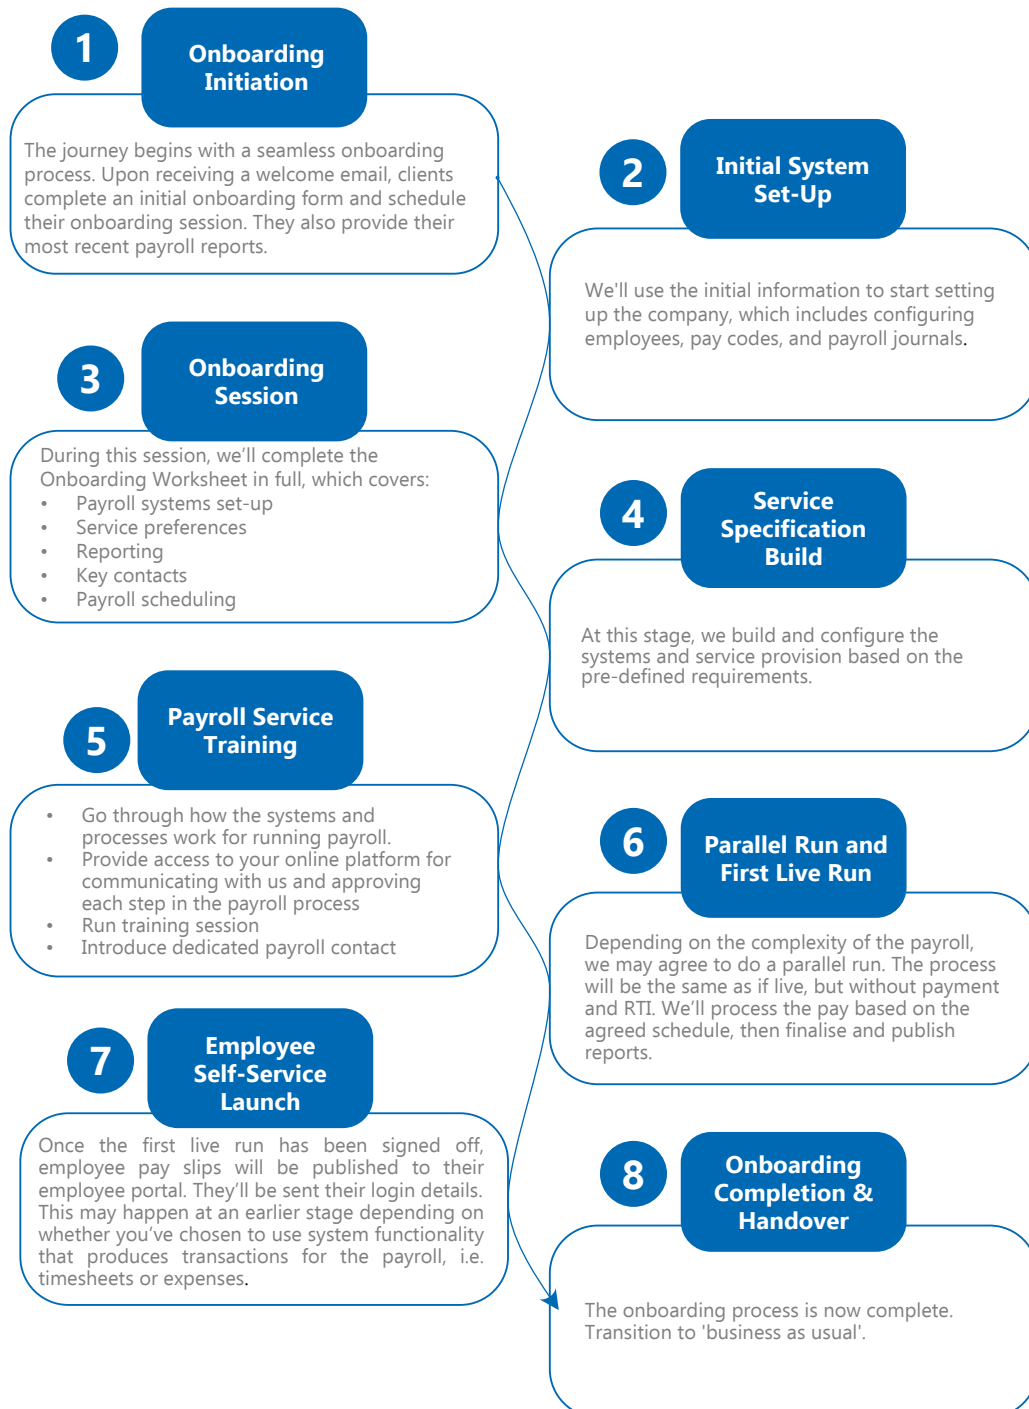 1
Onboarding
Initiation
The journey begins with a seamless onboarding
process. Upon receiving a welcome email, clients
complete an initial onboarding form and schedule
their onboarding session. They also provide their
most recent payroll reports.
2
Initial System
Set-Up
We'll use the initial information to start setting
up the company, which includes configuring
employees, pay codes, and payroll journals.
3
Onboarding
Session
During this session, we’ll complete the
Onboarding Worksheet in full, which covers:
• Payroll systems set-up
• Service preferences
• Reporting
• Key contacts
• Payroll scheduling
4
Service
Specification
Build
At this stage, we build and configure the
systems and service provision based on the
pre-defined requirements.
5
Payroll Service
Training
• Go through how the systems and
processes work for running payroll.
• Provide access to your online platform for
communicating with us and approving
each step in the payroll process
• Run training session
• Introduce dedicated payroll contact
6
Parallel Run and
First Live Run
Depending on the complexity of the payroll,
we may agree to do a parallel run. The process
will be the same as if live, but without payment
and RTI. We’ll process the pay based on the
agreed schedule, then finalise and publish
reports.
7
Employee
Self-Service
Launch
Once the first live run has been signed off,
employee pay slips will be published to their
employee portal. They’ll be sent their login details.
This may happen at an earlier stage depending on
whether you’ve chosen to use system functionality
that produces transactions for the payroll, i.e.
timesheets or expenses.
8
Onboarding
Completion &
Handover
The onboarding process is now complete.
Transition to 'business as usual'.